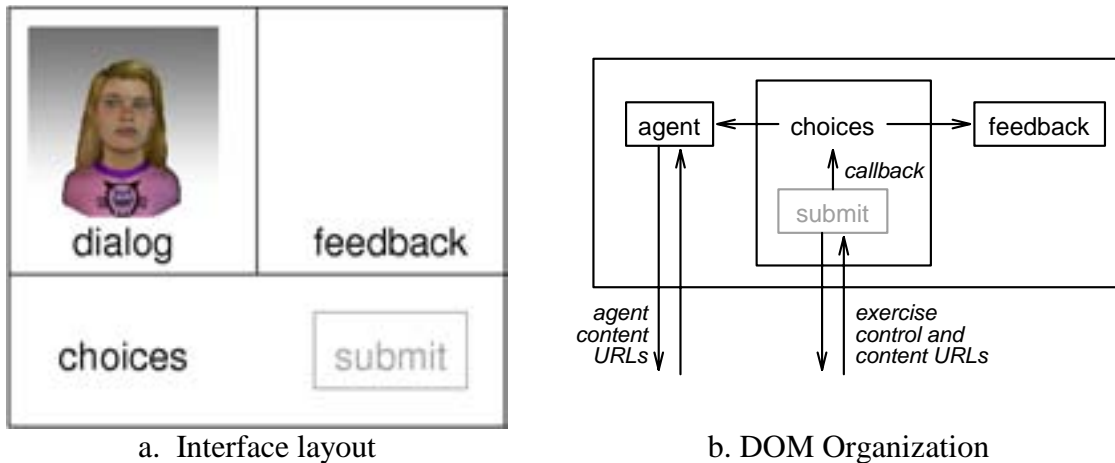 dialog
feedback
choices
submit
a. Interface layout
agent
choices
feedback
callback
submit
agent
content
URLs
exercise
control and
content URLs
b. DOM Organization